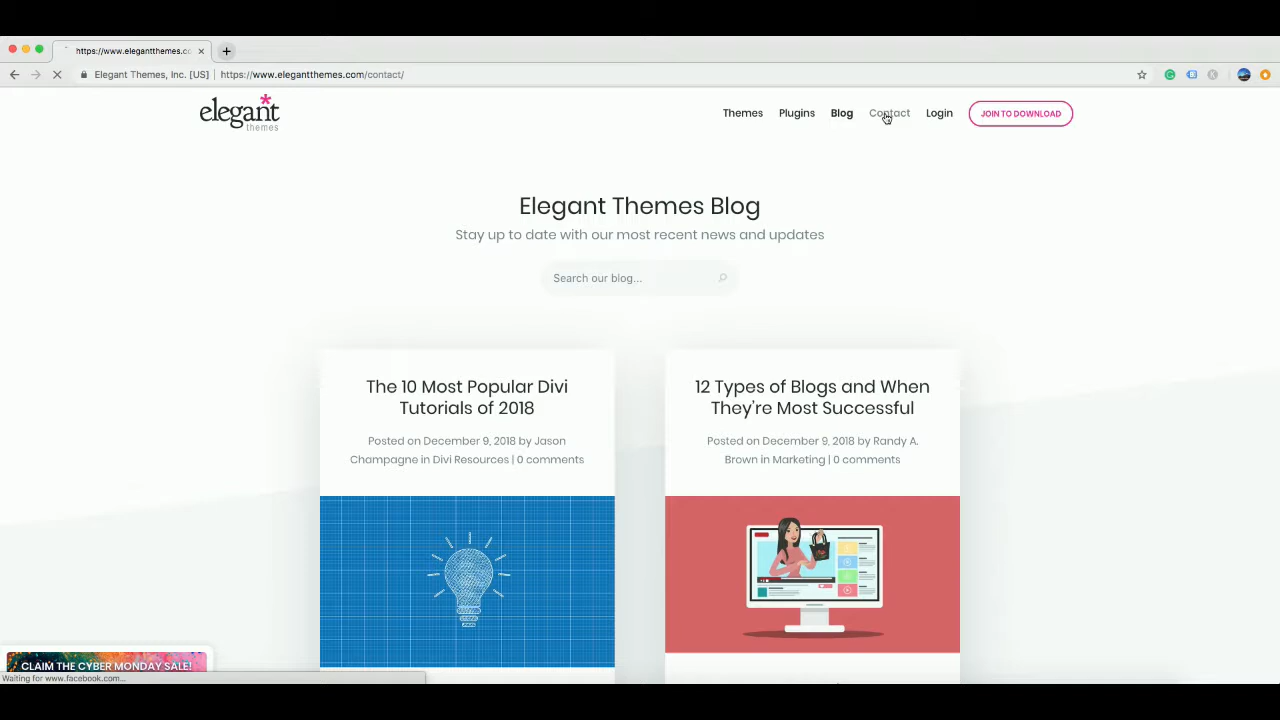 https://www.elegantthemes.cc
Elegant Themes, Inc. [US] https://www.elegantthemes.com/contact/
elegant
themes
Themes Plugins Blog Contact Login JOIN TO DOWNLOAD
Elegant Themes Blog
Stay up to date with our most recent news and updates
Search our blog...
The 10 Most Popular Divi
Tutorials of 2018
Posted on December 9, 2018 by Jason
Champagne in Divi Resources | 0 comments
12 Types of Blogs and When
They're Most Successful
Posted on December 9, 2018 by Randy A.
Brown in Marketing | 0 comments
CLAIM THE CYBER MONDAY SALE!
Waiting for www.facebook.com...